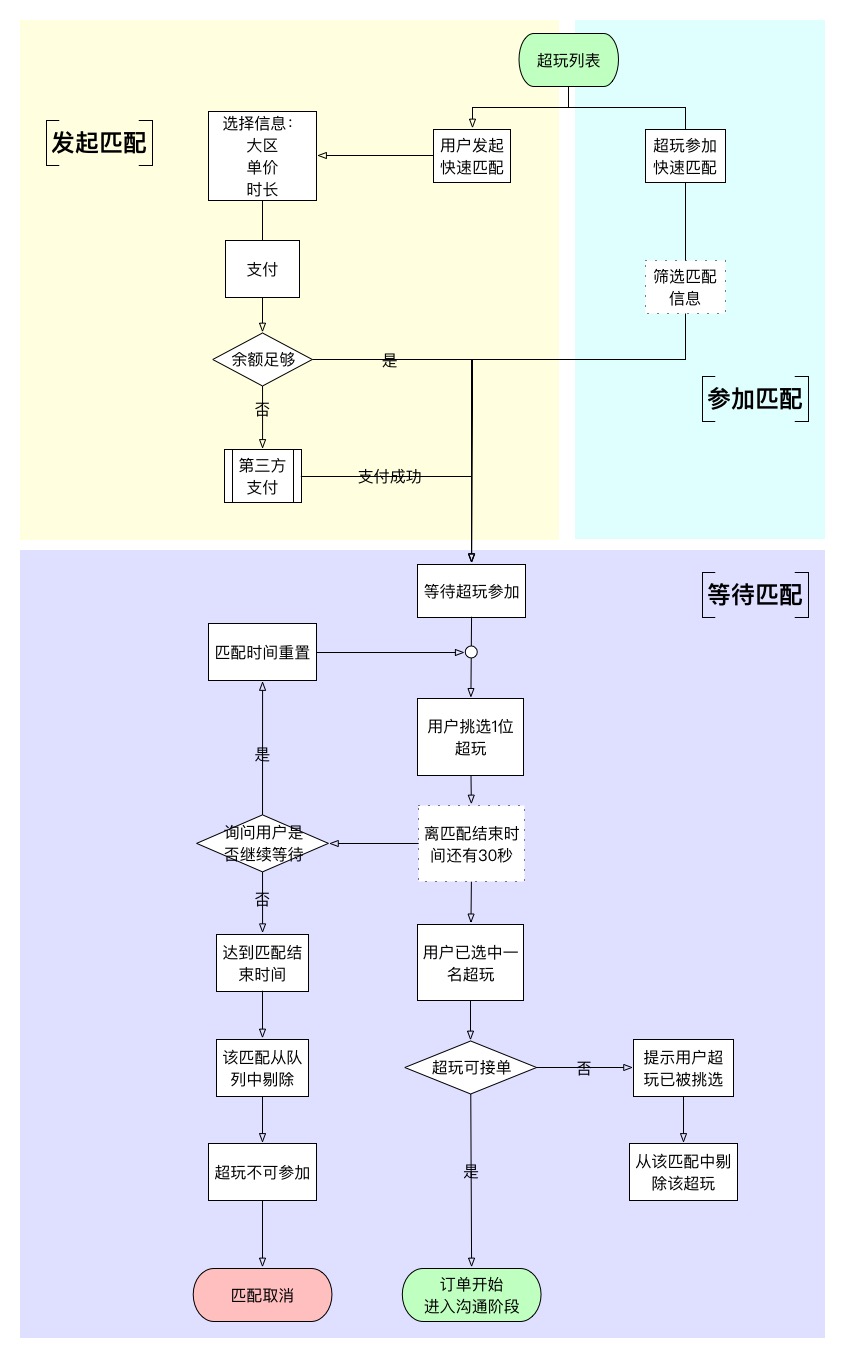 超玩列表
发起匹配
选择信息：
大区
单价
时长
用户发起
快速匹配
超玩参加
快速匹配
支付
筛选匹配
信息
余额足够
是
参加匹配
否
第三方
支付
支付成功
等待超玩参加
等待匹配
匹配时间重置
用户挑选1位
超玩
是
询问用户是
否继续等待
离匹配结束时
间还有30秒
否
达到匹配结
束时间
用户已选中一
名超玩
该匹配从队
列中剔除
超玩可接单
否
提示用户超
玩已被挑选
超玩不可参加
是
从该匹配中剔
除该超玩
匹配取消
订单开始
进入沟通阶段